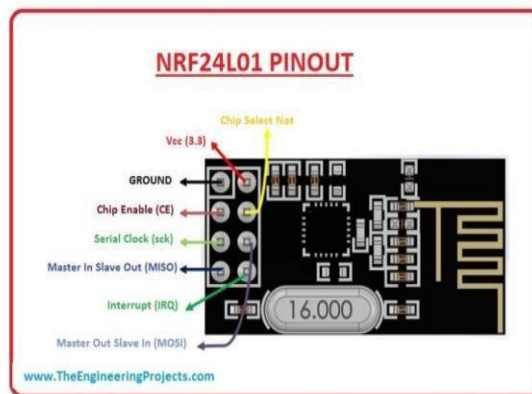 NRF24L01 PINOUT
Chip Select Not
Vcc (3.3)
GROUND
Chip Enable (CE)
Serial Clock (sck)
Master In Slave Out (MISO)
Interrupt (IRQ)
16.000
Master Out Slave In (MOSI)
www.TheEngineeringProjects.com